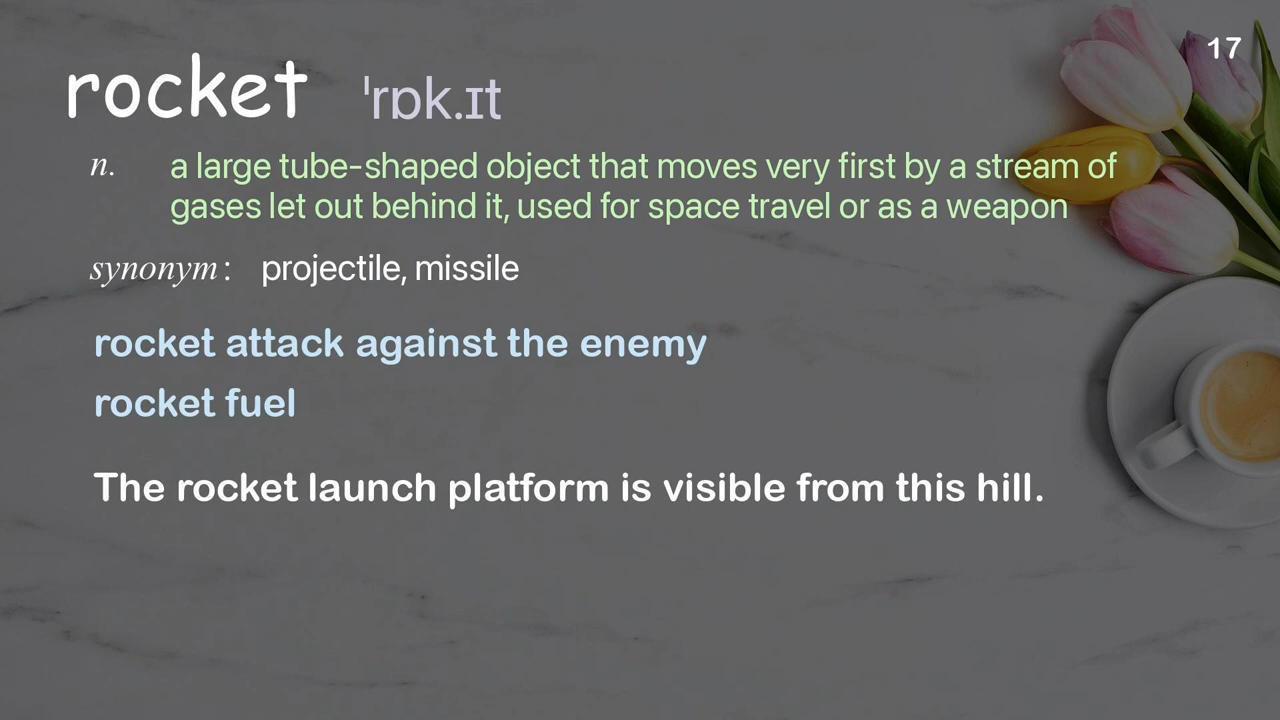 17
rocket ˈrɒk.ɪt
n. a large tube-shaped object that moves very first by a stream of
gases let out behind it, used for space travel or as a weapon
synonym: projectile, missile
rocket attack against the enemy
rocket fuel
The rocket launch platform is visible from this hill.